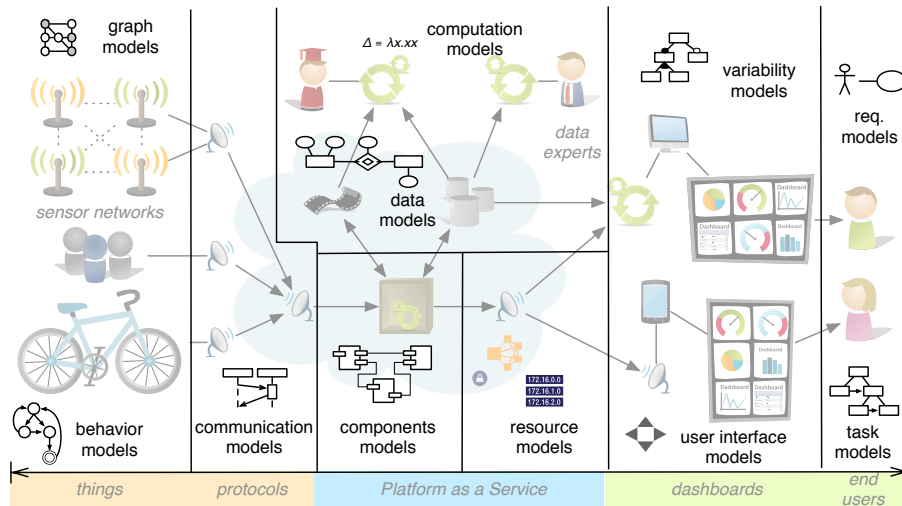 graph
models
Δ = λx.xx
computation
models
variability
models
req.
models
sensor networks
data
experts
data
models
Dashboard
Dashboard
172.16.0.0
172.16.1.0
172.16.2.0
Dashboard
Dashboard
behavior
models
communication
models
components
models
resource
models
user interface
models
task
models
things
protocols
Platform as a Service
dashboards
end
users